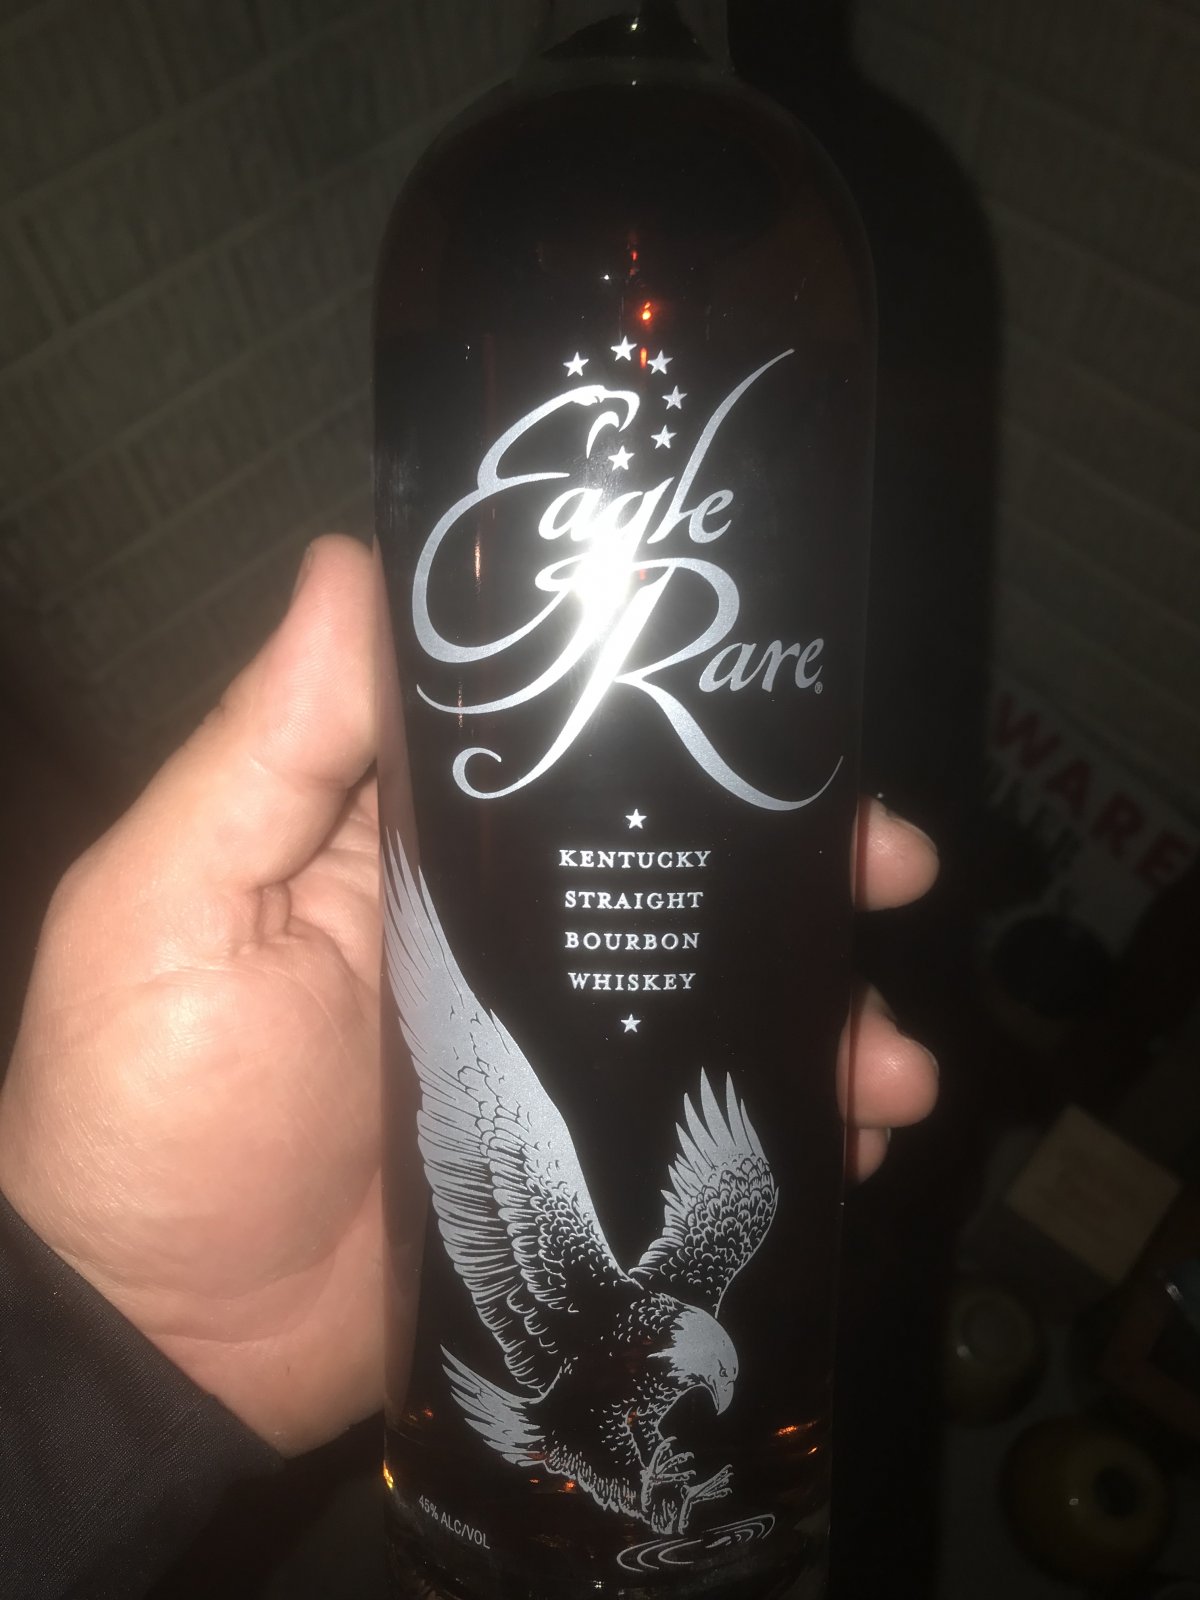 Eagle
Rare®
KENTUCKY
STRAIGHT
BOURBON
WHISKEY
45% ALC/VOL
WARE